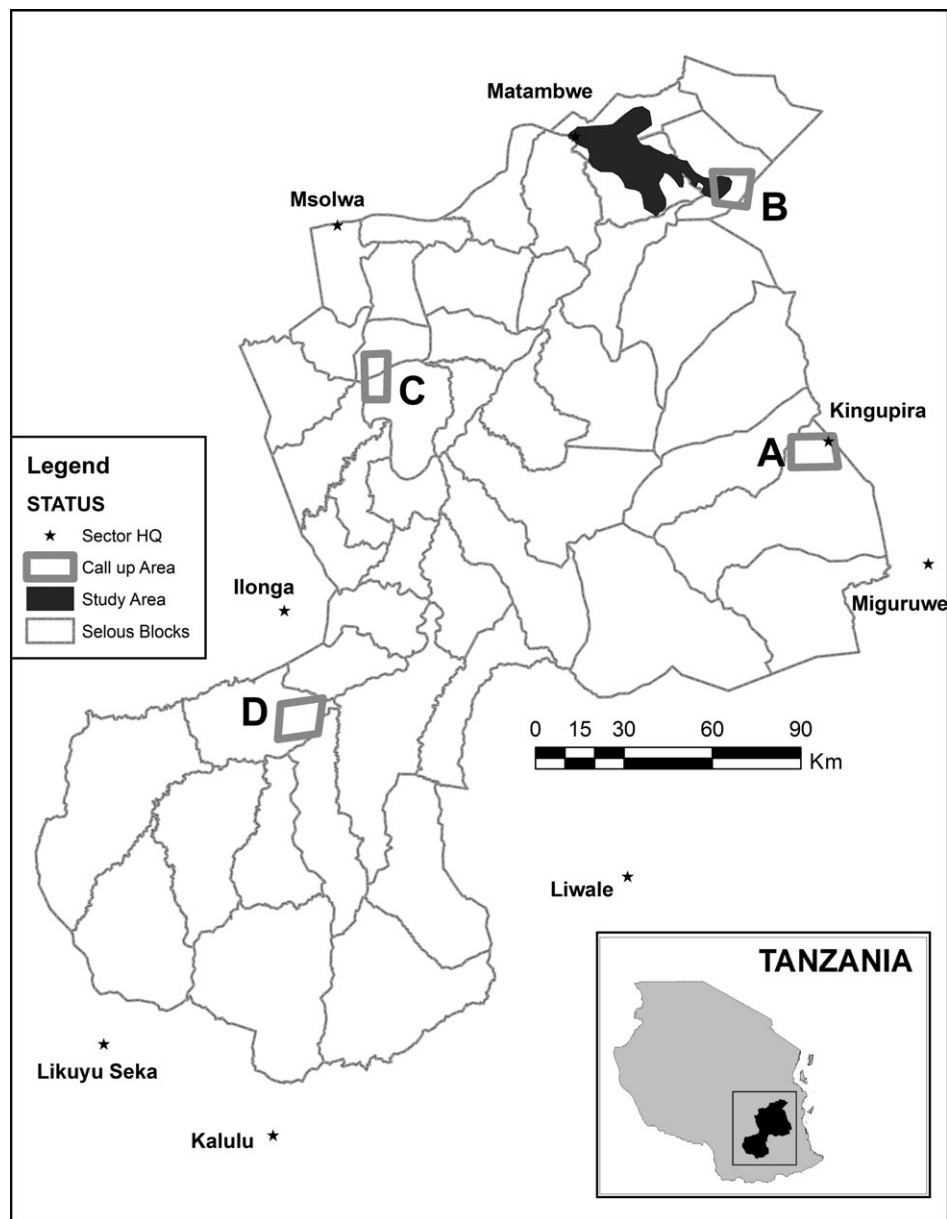 Matambwe
B
Msolwa
C
Kingupira
A
Legend
STATUS
Sector HQ
Call up Area
Study Area
Selous Blocks
Ilonga
Miguruwe
D
0 15 30 60 90
Km
Liwale
TANZANIA
Likuyu Seka
Kalulu